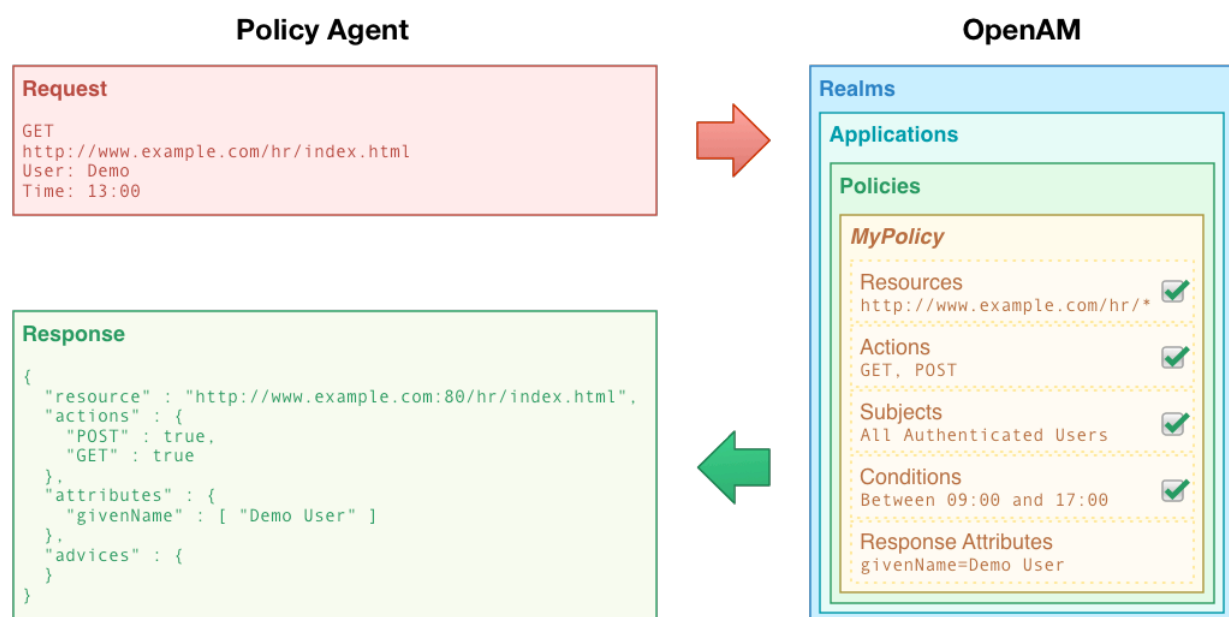 Policy Agent
Request
GET
http://www.example.com/hr/index.html
User: Demo
Time: 13:00
Response
{
  "resource" : "http://www.example.com:80/hr/index.html",
  "actions" : {
    "POST" : true,
    "GET" : true
  },
  "attributes" : {
    "givenName" : [ "Demo User" ]
  },
  "advices" : {
  }
}
OpenAM
Realms
Applications
Policies
MyPolicy
Resources
http://www.example.com/hr/*
Actions
GET, POST
Subjects
All Authenticated Users
Conditions
Between 09:00 and 17:00
Response Attributes
givenName=Demo User